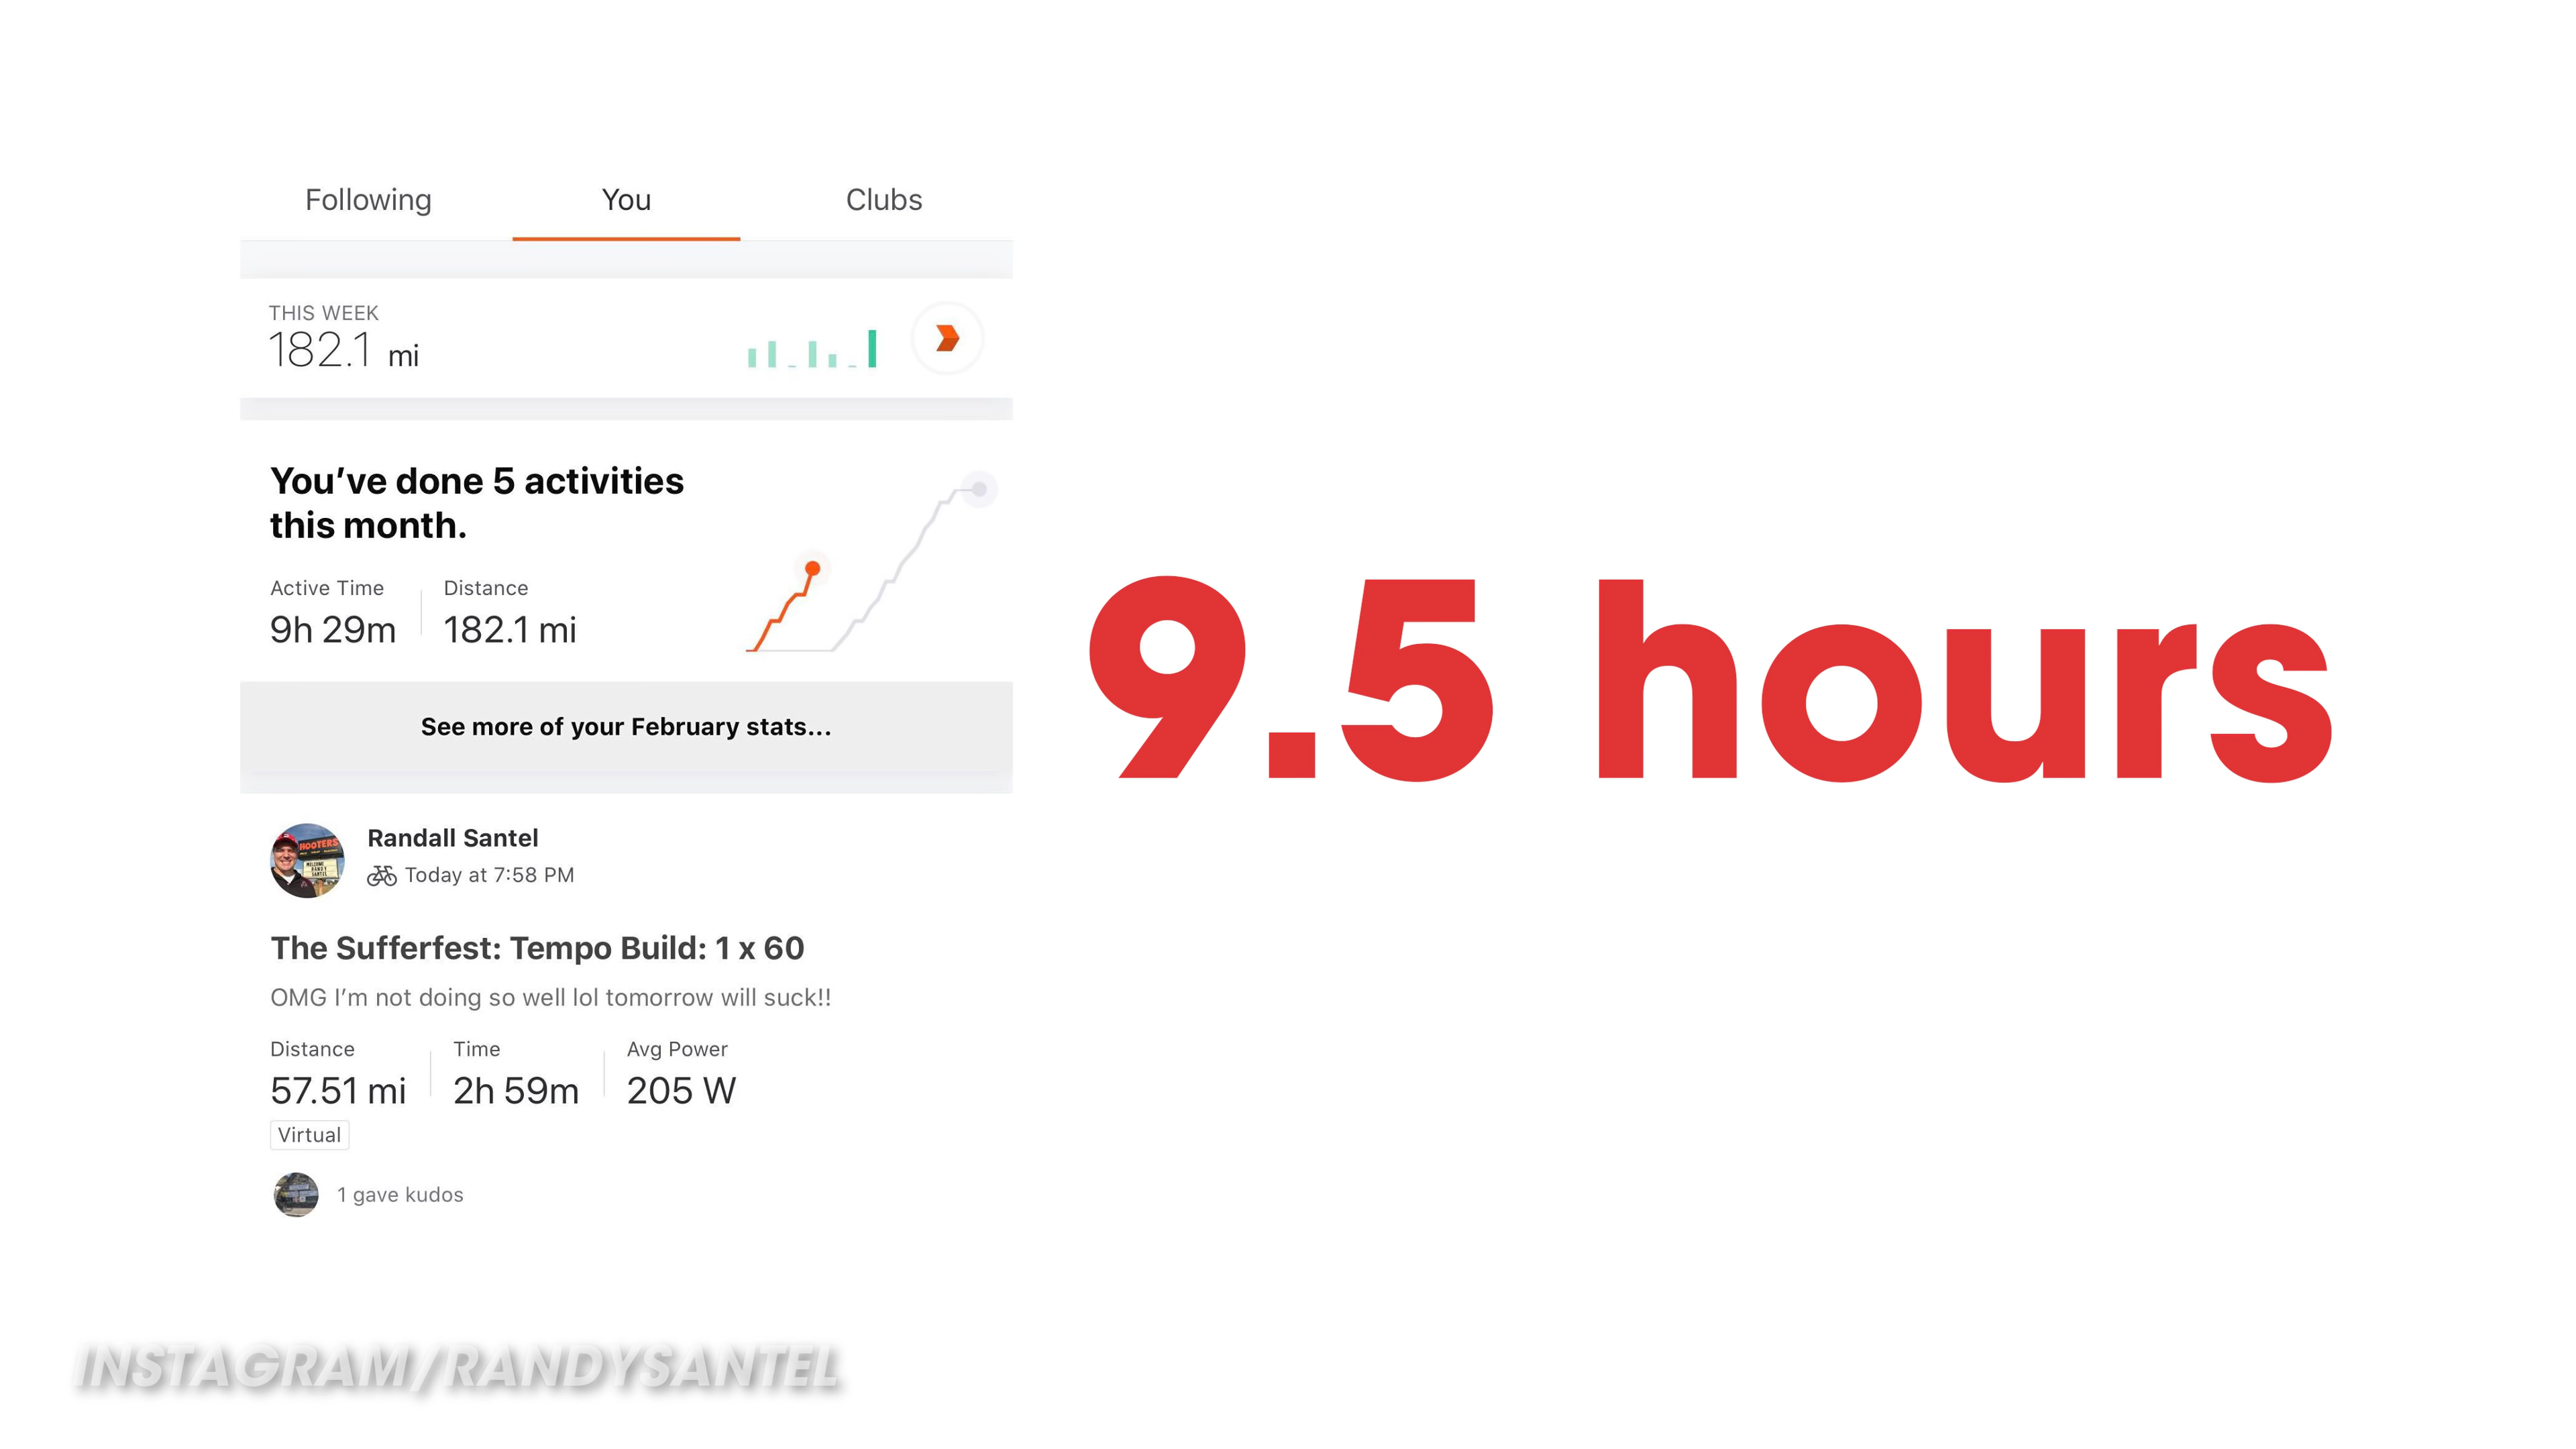 Following You Clubs
THIS WEEK
182.1 mi
You've done 5 activities
this month.
Active Time Distance
9h 29m 182.1 mi
See more of your February stats...
9.5 hours
HOOTERS
Randall Santel
Today at 7:58 PM
The Sufferfest: Tempo Build: 1 x 60
OMG I'm not doing so well lol tomorrow will suck!!
Distance Time Avg Power
57.51 mi 2h 59m 205 W
Virtual
1 gave kudos
INSTAGRAM/RANDYSANTEL